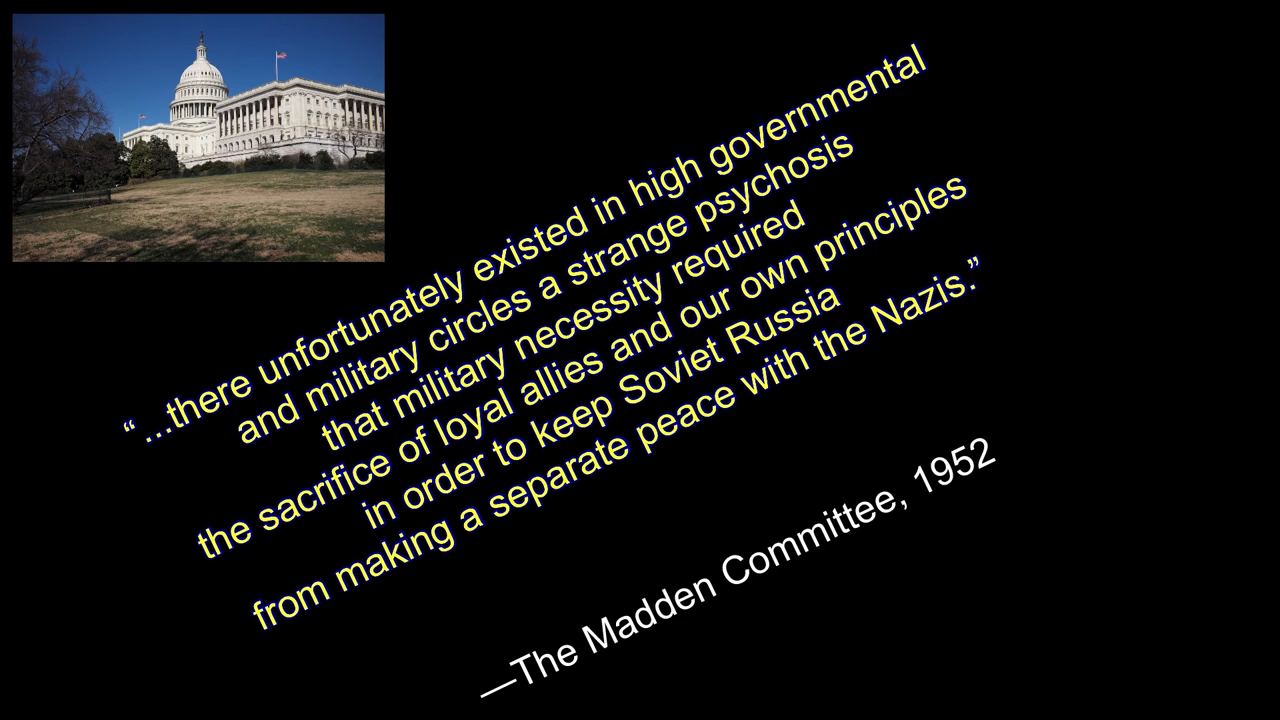 “ ...there unfortunately existed in high governmental
and military circles a strange psychosis
that military necessity required
the sacrifice of loyal allies and our own principles
in order to keep Soviet Russia
from making a separate peace with the Nazis.”
—The Madden Committee, 1952